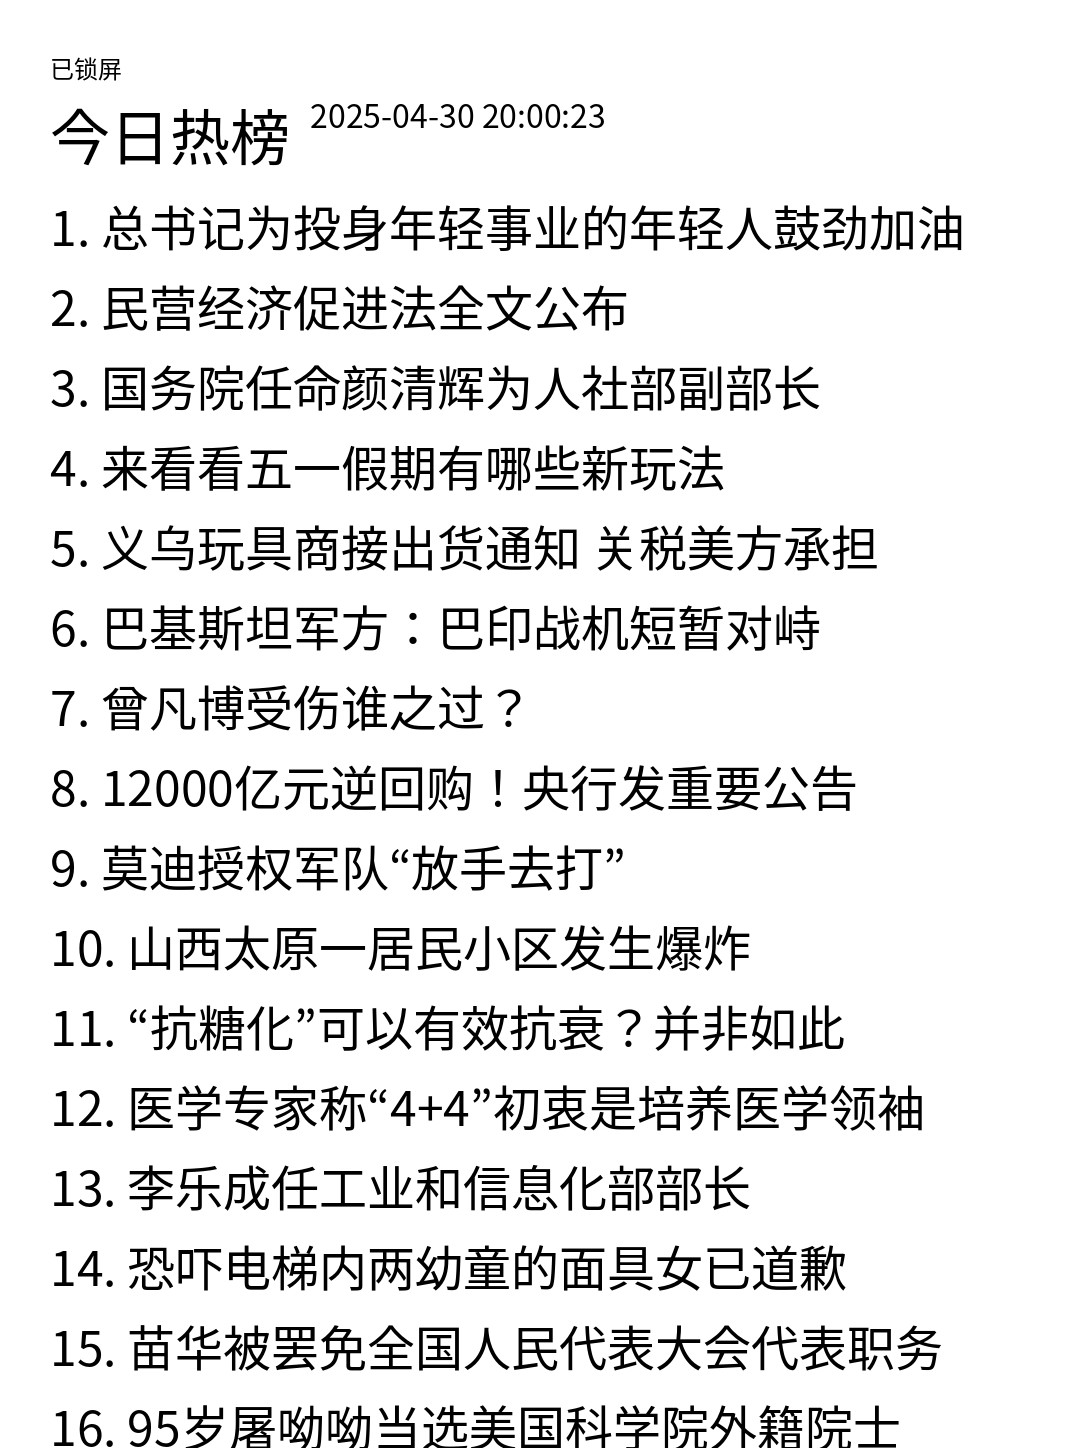 已锁屏
今日热榜 2025-04-30 20:00:23
1. 总书记为投身年轻事业的年轻人鼓劲加油
2. 民营经济促进法全文公布
3. 国务院任命颜清辉为人社部副部长
4. 来看看五一假期有哪些新玩法
5. 义乌玩具商接出货通知 关税美方承担
6. 巴基斯坦军方：巴印战机短暂对峙
7. 曾凡博受伤谁之过？
8. 12000亿元逆回购！央行发重要公告
9. 莫迪授权军队“放手去打”
10. 山西太原一居民小区发生爆炸
11. “抗糖化”可以有效抗衰？并非如此
12. 医学专家称“4+4”初衷是培养医学领袖
13. 李乐成任工业和信息化部部长
14. 恐吓电梯内两幼童的面具女已道歉
15. 苗华被罢免全国人民代表大会代表职务
16. 95岁屠呦呦当选美国科学院外籍院士